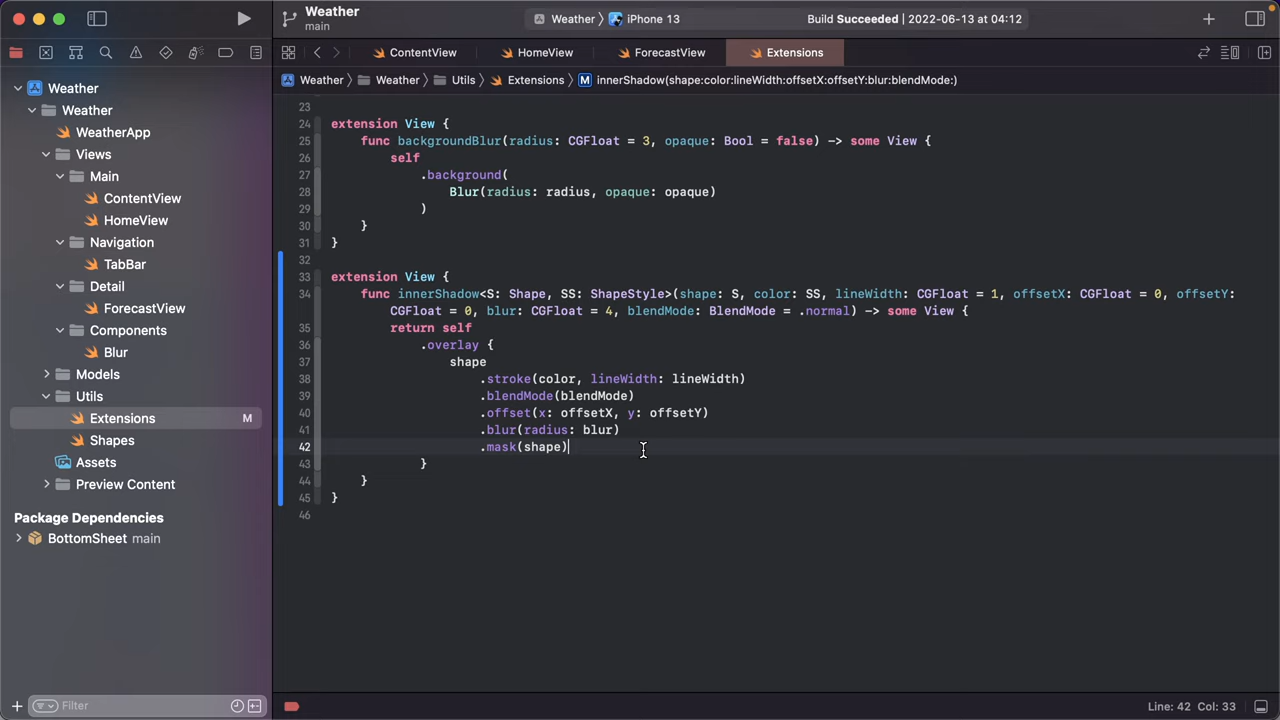 Weather
main
Weather
iPhone 13
Build Succeeded | 2022-06-13 at 04:12
ContentView
HomeView
ForecastView
Extensions
Weather
Weather
Utils
Extensions
M
innerShadow(shape:color:lineWidth:offsetX:offsetY:blur:blendMode:)
Weather
Weather
WeatherApp
Views
Main
ContentView
HomeView
Navigation
TabBar
Detail
ForecastView
Components
Blur
Models
Utils
Extensions M
Shapes
Assets
Preview Content
Package Dependencies
BottomSheet main
Filter
23
24 extension View {
25 func backgroundBlur(radius: CGFloat = 3, opaque: Bool = false) -> some View {
26 self
27 .background(
28 Blur(radius: radius, opaque: opaque)
29 )
30 }
31 }
32
33 extension View {
34 func innerShadow<S: Shape, SS: ShapeStyle>(shape: S, color: SS, lineWidth: CGFloat = 1, offsetX: CGFloat = 0, offsetY:
CGFloat = 0, blur: CGFloat = 4, blendMode: BlendMode = .normal) -> some View {
35 return self
36 .overlay {
37 shape
38 .stroke(color, lineWidth: lineWidth)
39 .blendMode(blendMode)
40 .offset(x: offsetX, y: offsetY)
41 .blur(radius: blur)
42 .mask(shape)
43 }
44 }
45 }
46
Line: 42 Col: 33